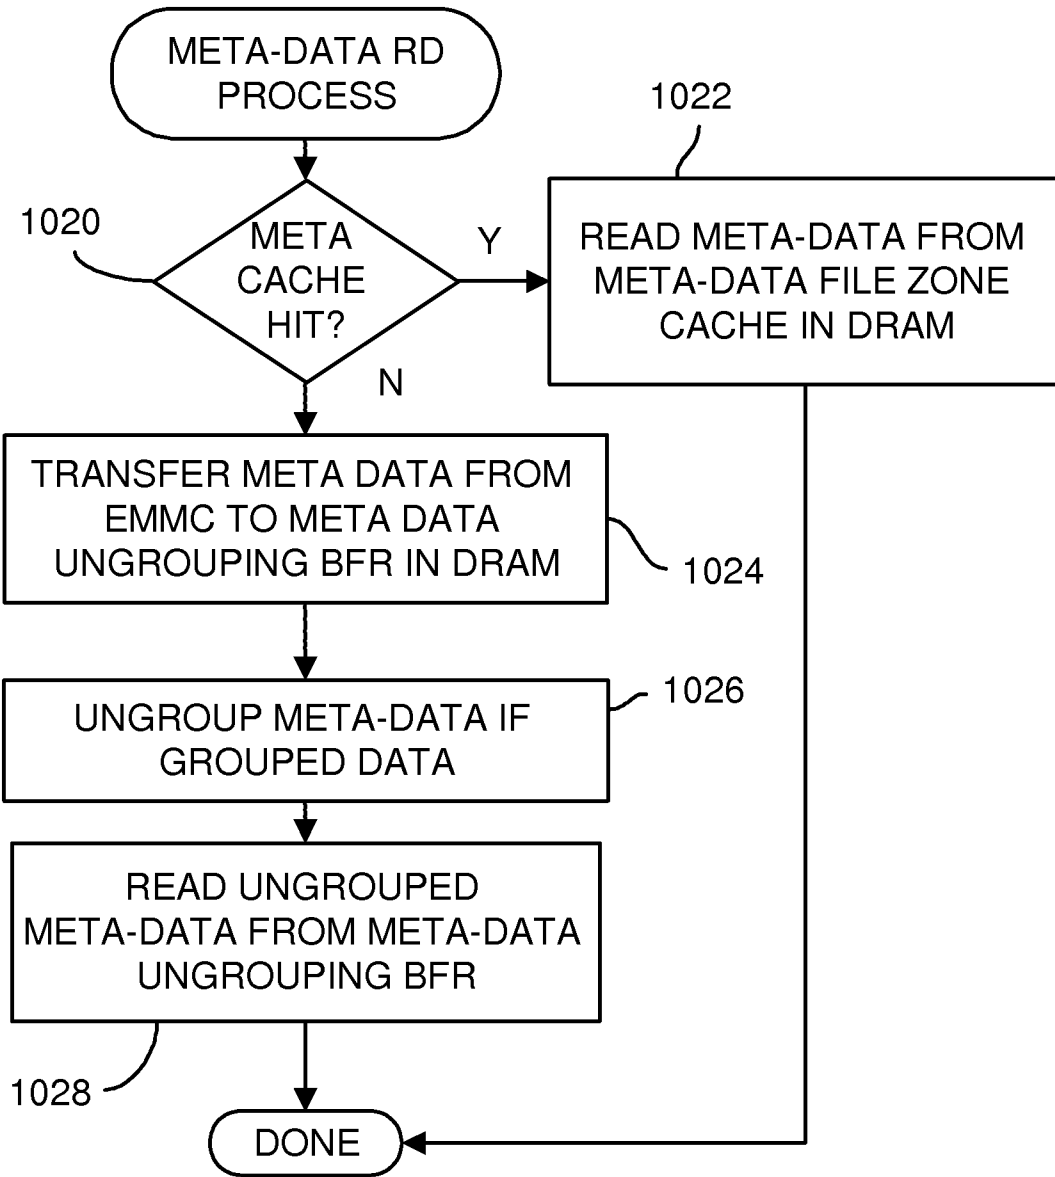 META-DATA RD
PROCESS
1022
1020
META
CACHE
HIT?
Y
READ META-DATA FROM
META-DATA FILE ZONE
CACHE IN DRAM
N
TRANSFER META DATA FROM
EMMC TO META DATA
UNGROUPING BFR IN DRAM
1024
1026
UNGROUP META-DATA IF
GROUPED DATA
READ UNGROUPED
META-DATA FROM META-DATA
UNGROUPING BFR
1028
DONE